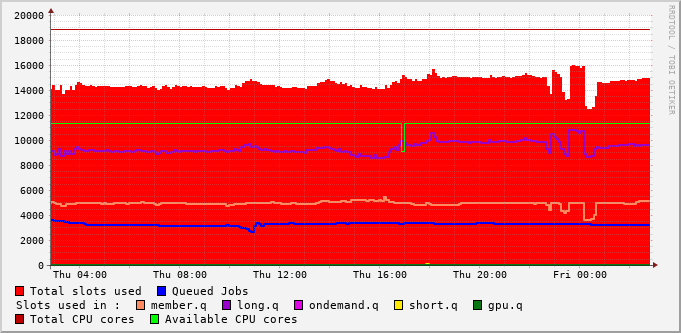 RRDTOOL / TOBI OETIKER
20000
18000
16000
14000
12000
10000
8000
6000
4000
2000
0
Thu 04:00 Thu 08:00 Thu 12:00 Thu 16:00 Thu 20:00 Fri 00:00
Total slots used Queued Jobs
Slots used in : member.q long.q ondemand.q short.q gpu.q
Total CPU cores Available CPU cores